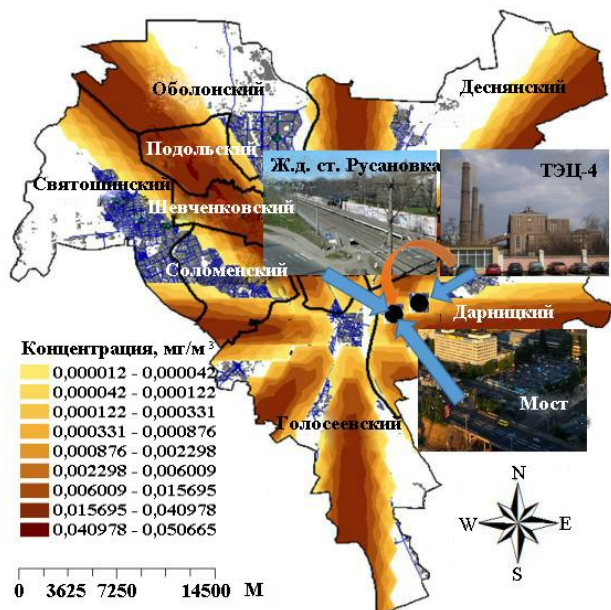 Оболонский
Деснянский
Подольский
Ж.д. ст. Русановка
ТЭЦ-4
Святошинский
Шевченковский
Соломенский
Дарницкий
Концентрация, мг/м³
0,000012 - 0,000042
0,000042 - 0,000122
0,000122 - 0,000331
0,000331 - 0,000876
0,000876 - 0,002298
0,002298 - 0,006009
0,006009 - 0,015695
0,015695 - 0,040978
0,040978 - 0,050665
Мост
Голосеевский
N
W E
S
0 3625 7250 14500 М